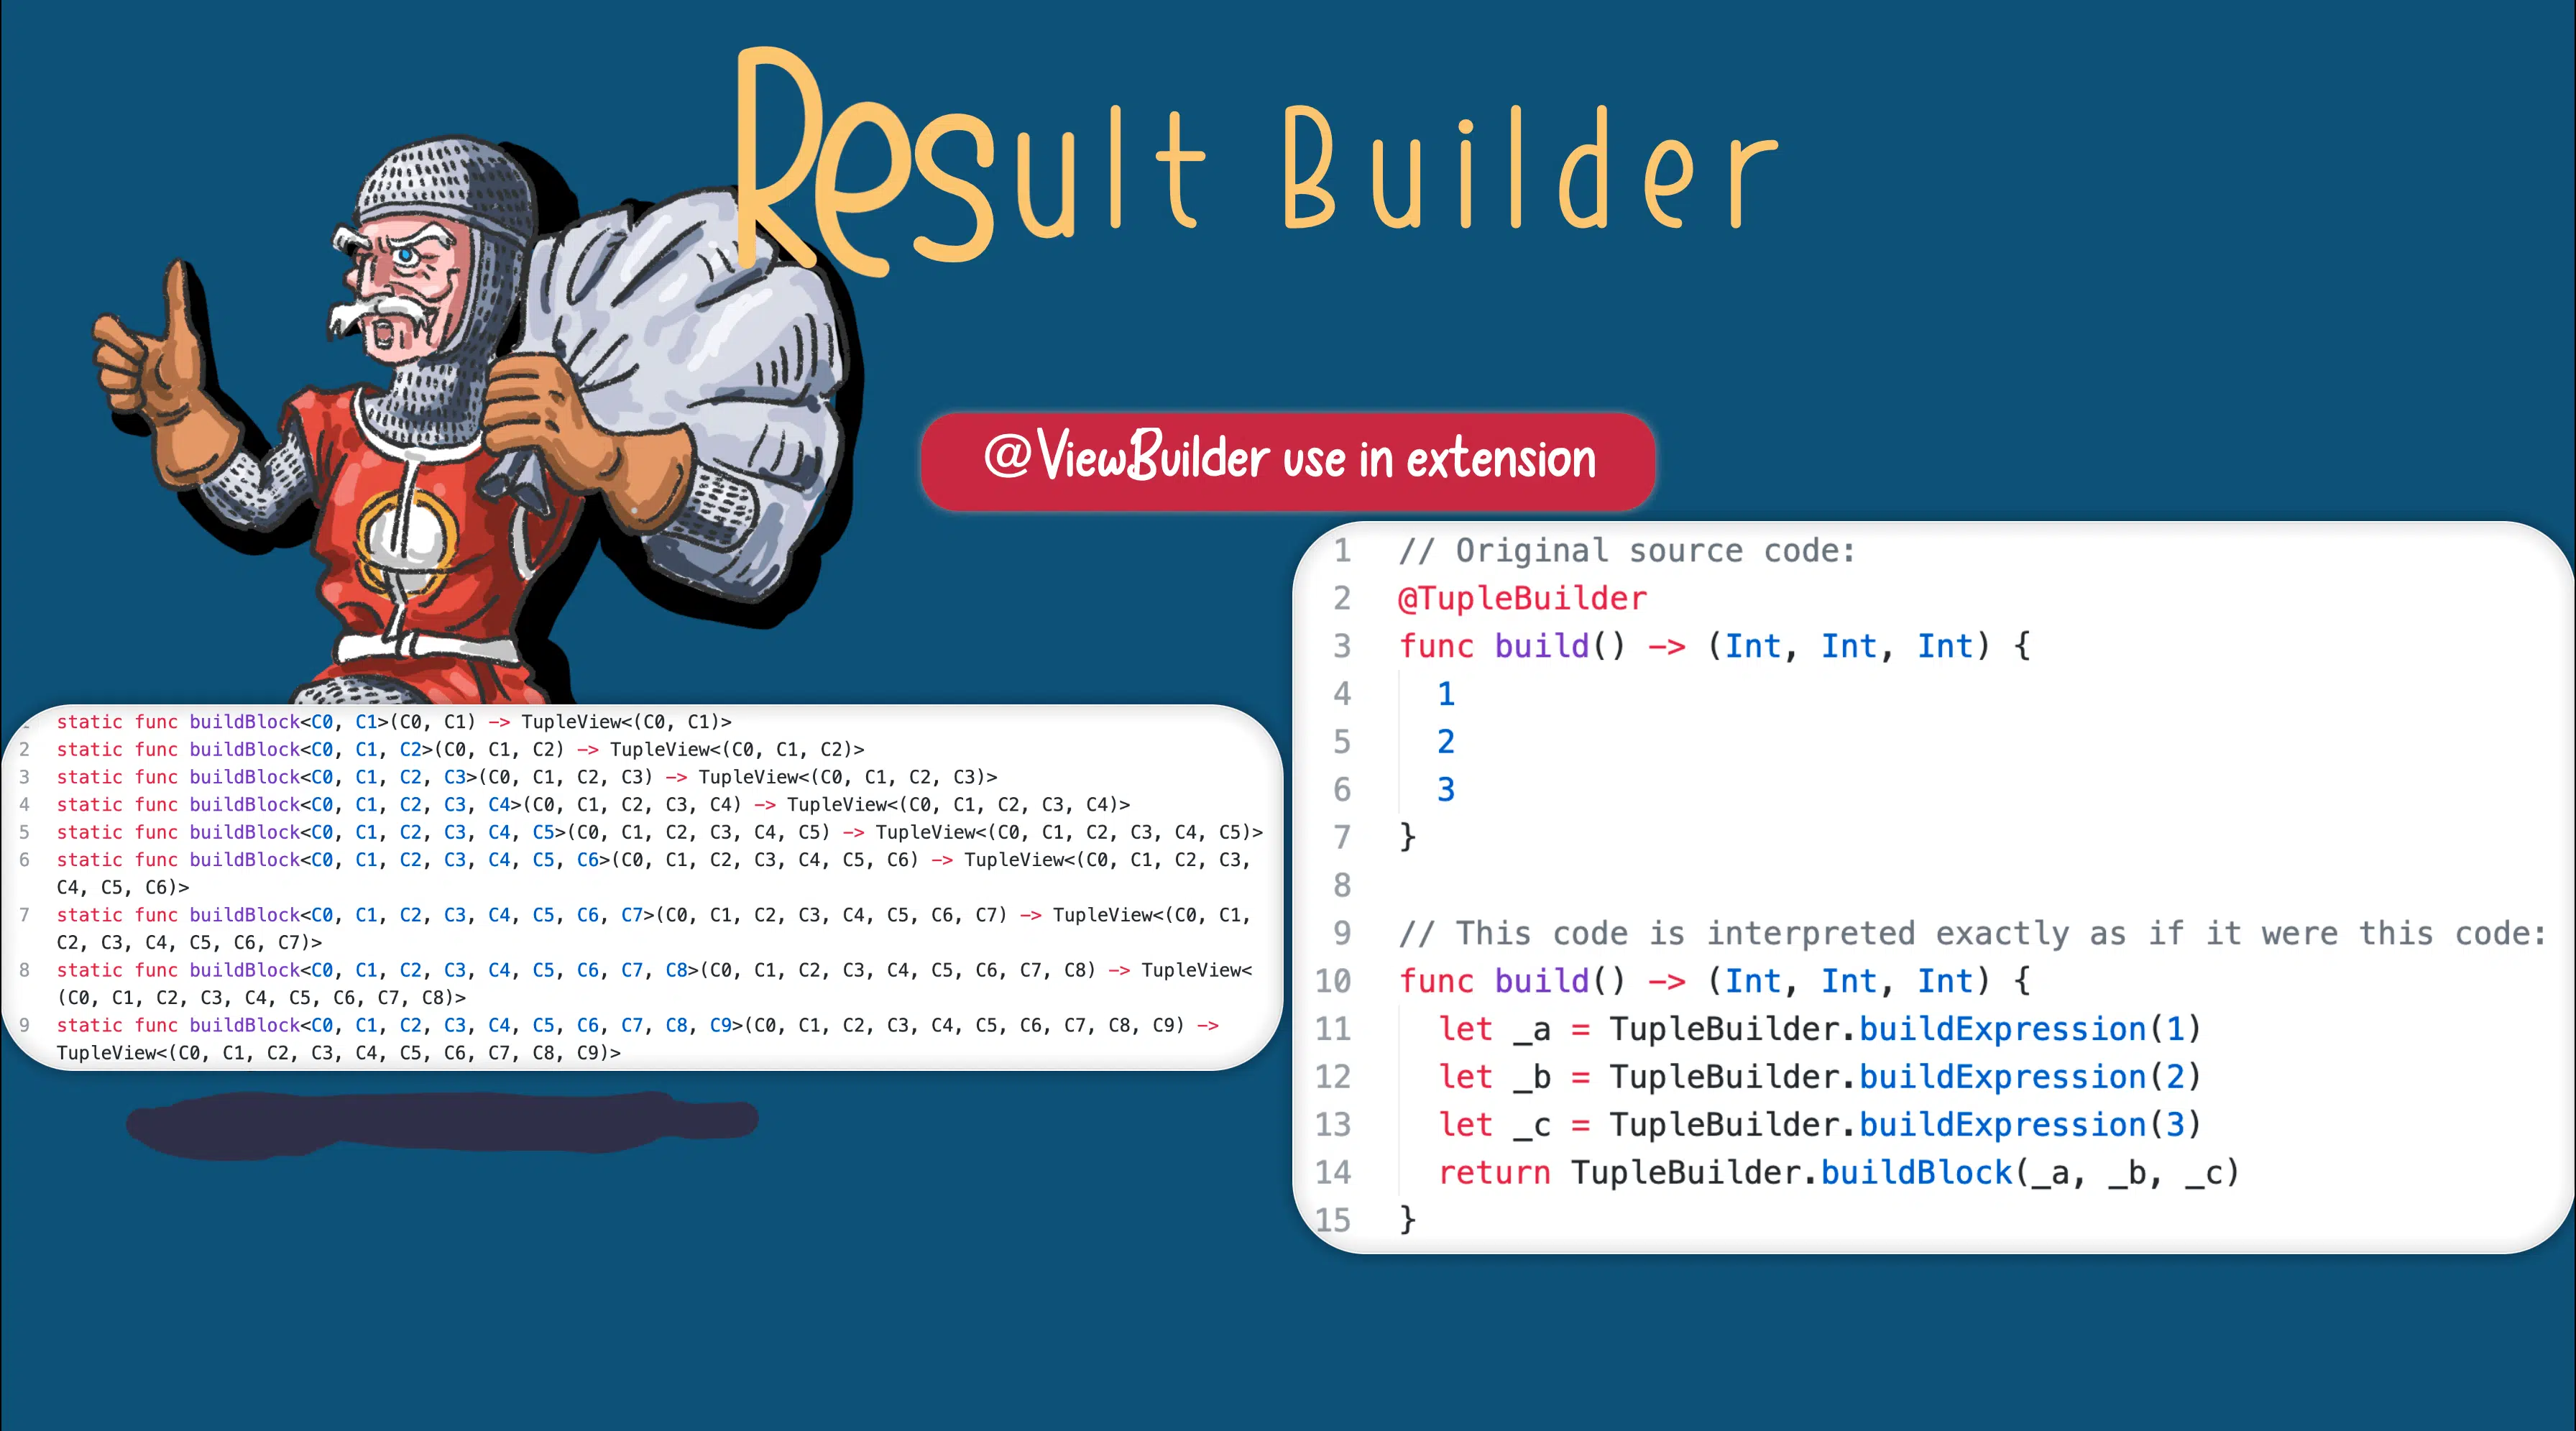 Result Builder
@ViewBuilder use in extension
static func buildBlock<C0, C1>(C0, C1) -> TupleView<(C0, C1)>
2 static func buildBlock<C0, C1, C2>(C0, C1, C2) -> TupleView<(C0, C1, C2)>
3 static func buildBlock<C0, C1, C2, C3>(C0, C1, C2, C3) -> TupleView<(C0, C1, C2, C3)>
4 static func buildBlock<C0, C1, C2, C3, C4>(C0, C1, C2, C3, C4) -> TupleView<(C0, C1, C2, C3, C4)>
5 static func buildBlock<C0, C1, C2, C3, C4, C5>(C0, C1, C2, C3, C4, C5) -> TupleView<(C0, C1, C2, C3, C4, C5)>
6 static func buildBlock<C0, C1, C2, C3, C4, C5, C6>(C0, C1, C2, C3, C4, C5, C6) -> TupleView<(C0, C1, C2, C3,
C4, C5, C6)>
7 static func buildBlock<C0, C1, C2, C3, C4, C5, C6, C7>(C0, C1, C2, C3, C4, C5, C6, C7) -> TupleView<(C0, C1,
C2, C3, C4, C5, C6, C7)>
8 static func buildBlock<C0, C1, C2, C3, C4, C5, C6, C7, C8>(C0, C1, C2, C3, C4, C5, C6, C7, C8) -> TupleView<
(C0, C1, C2, C3, C4, C5, C6, C7, C8)>
9 static func buildBlock<C0, C1, C2, C3, C4, C5, C6, C7, C8, C9>(C0, C1, C2, C3, C4, C5, C6, C7, C8, C9) ->
TupleView<(C0, C1, C2, C3, C4, C5, C6, C7, C8, C9)>
1 // Original source code:
2 @TupleBuilder
3 func build() -> (Int, Int, Int) {
4 1
5 2
6 3
7 }
8
9 // This code is interpreted exactly as if it were this code:
10 func build() -> (Int, Int, Int) {
11 let _a = TupleBuilder.buildExpression(1)
12 let _b = TupleBuilder.buildExpression(2)
13 let _c = TupleBuilder.buildExpression(3)
14 return TupleBuilder.buildBlock(_a, _b, _c)
15 }